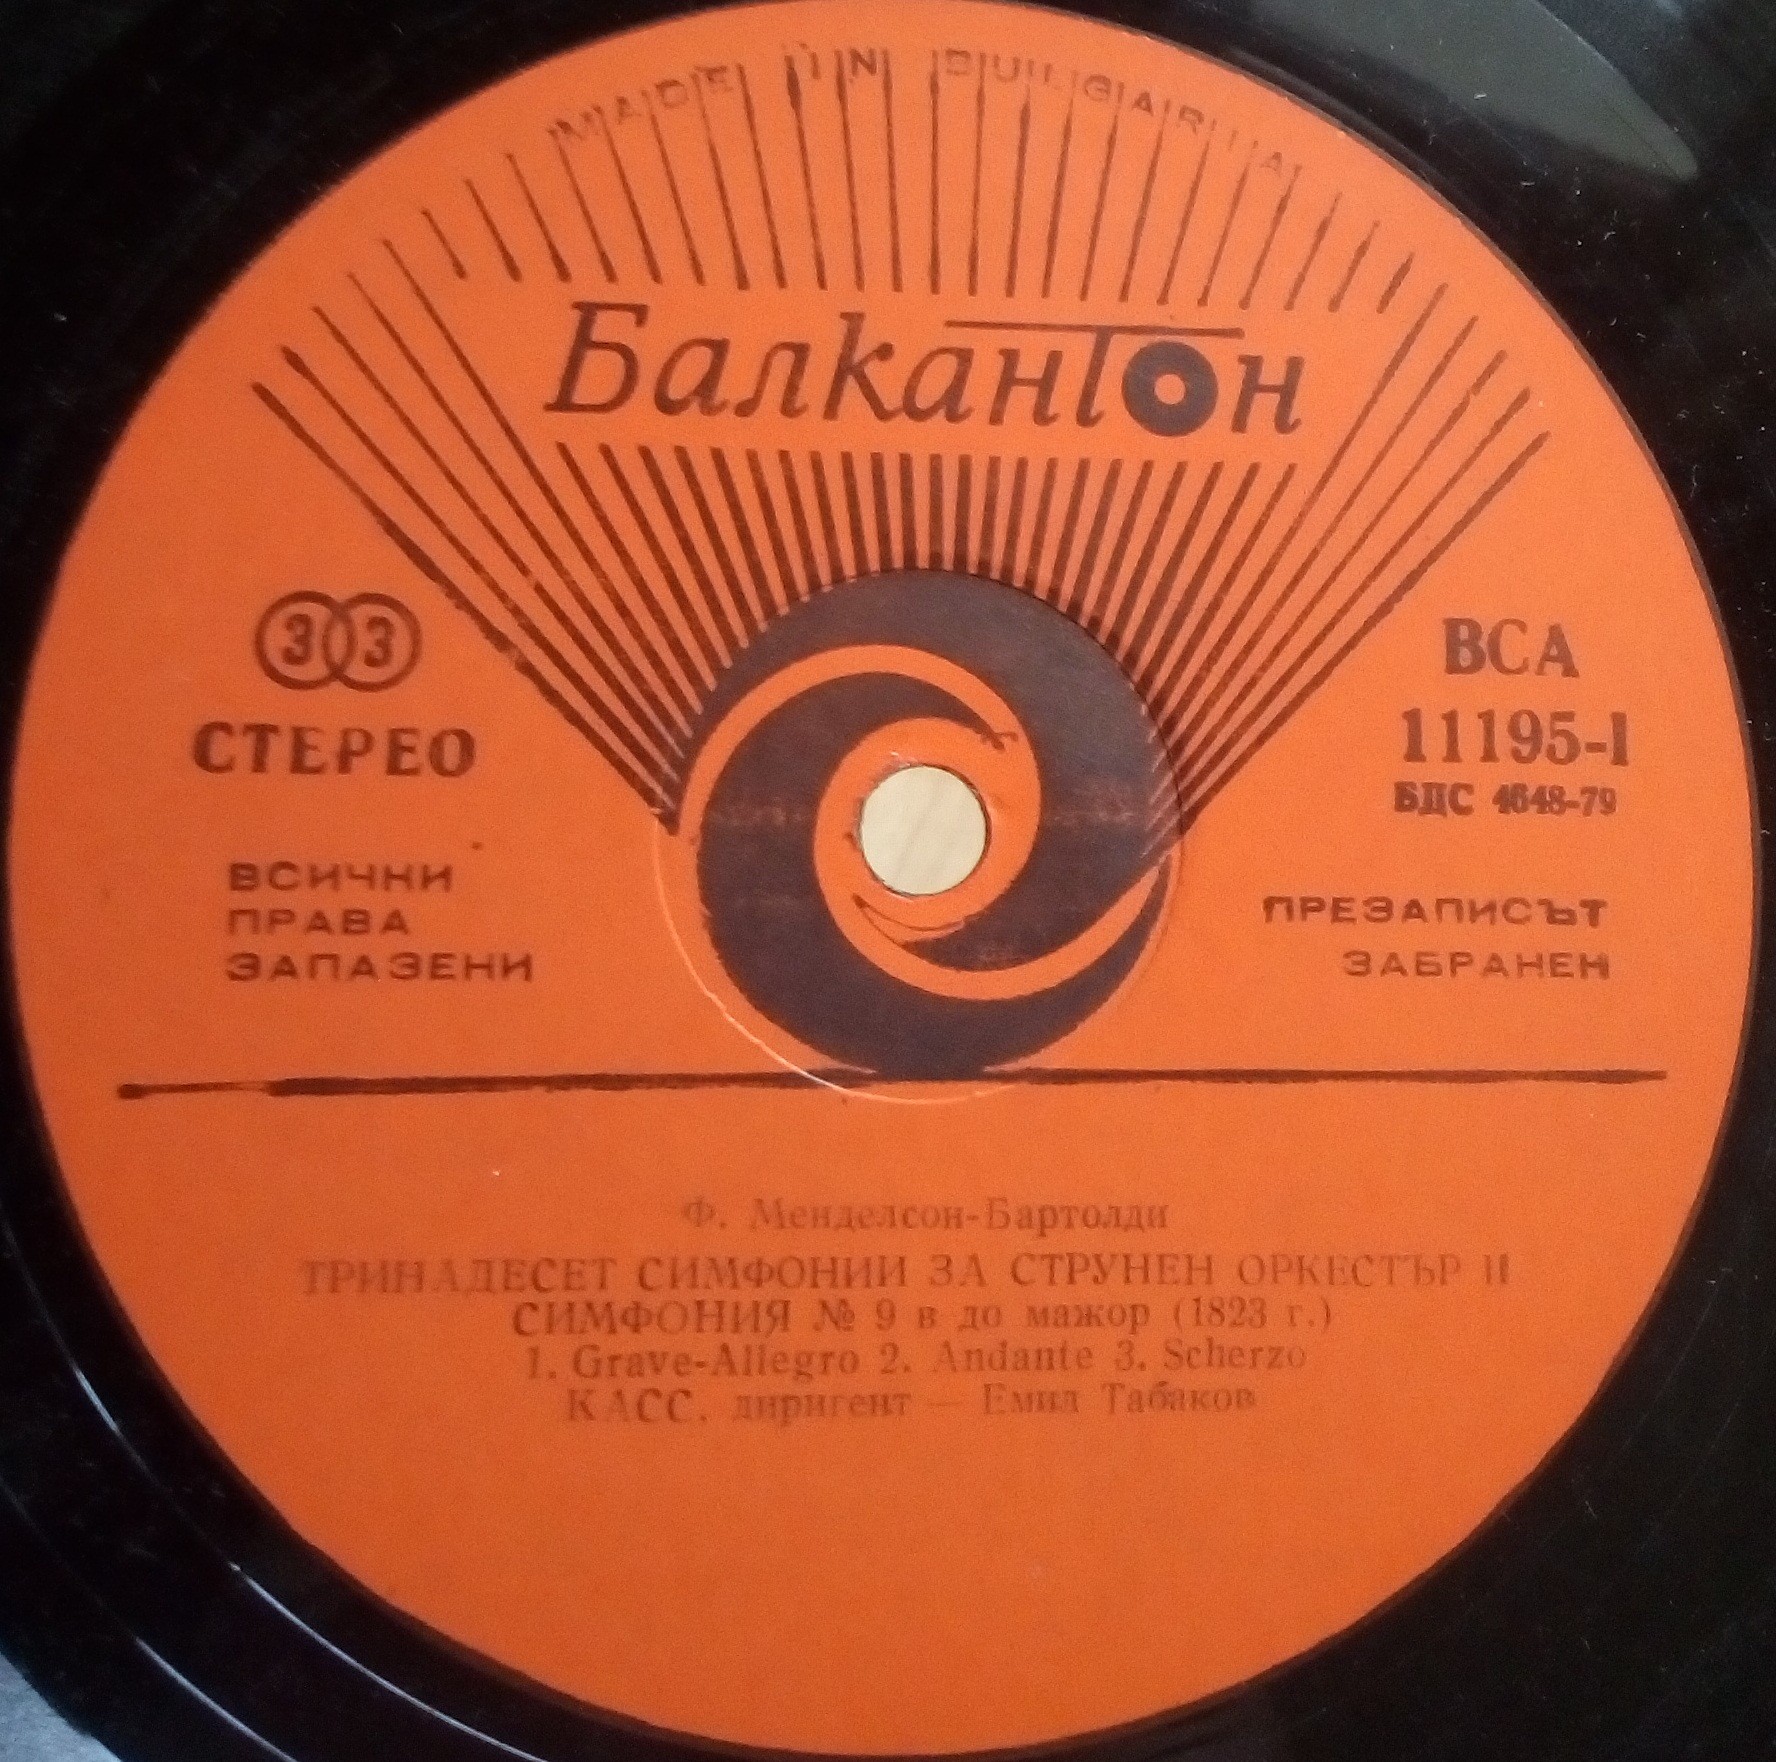 MADE IN BULGARIA
Балкантон
33
СТЕРЕО
ВСИЧКИ
ПРАВА
ЗАПАЗЕНИ
ВСА
11195-I
БДС 4648-79
ПРЕЗАПИСЪТ
ЗАБРАНЕН
Ф. Менделсон-Бартолди
ТРИНАДЕСЕТ СИМФОНИИ ЗА СТРУНЕН ОРКЕСТЪР II
СИМФОНИЯ № 9 в до мажор (1823 г.)
1. Grave-Allegro 2. Andante 3. Scherzo
КАСС, диригент — Емил Табаков